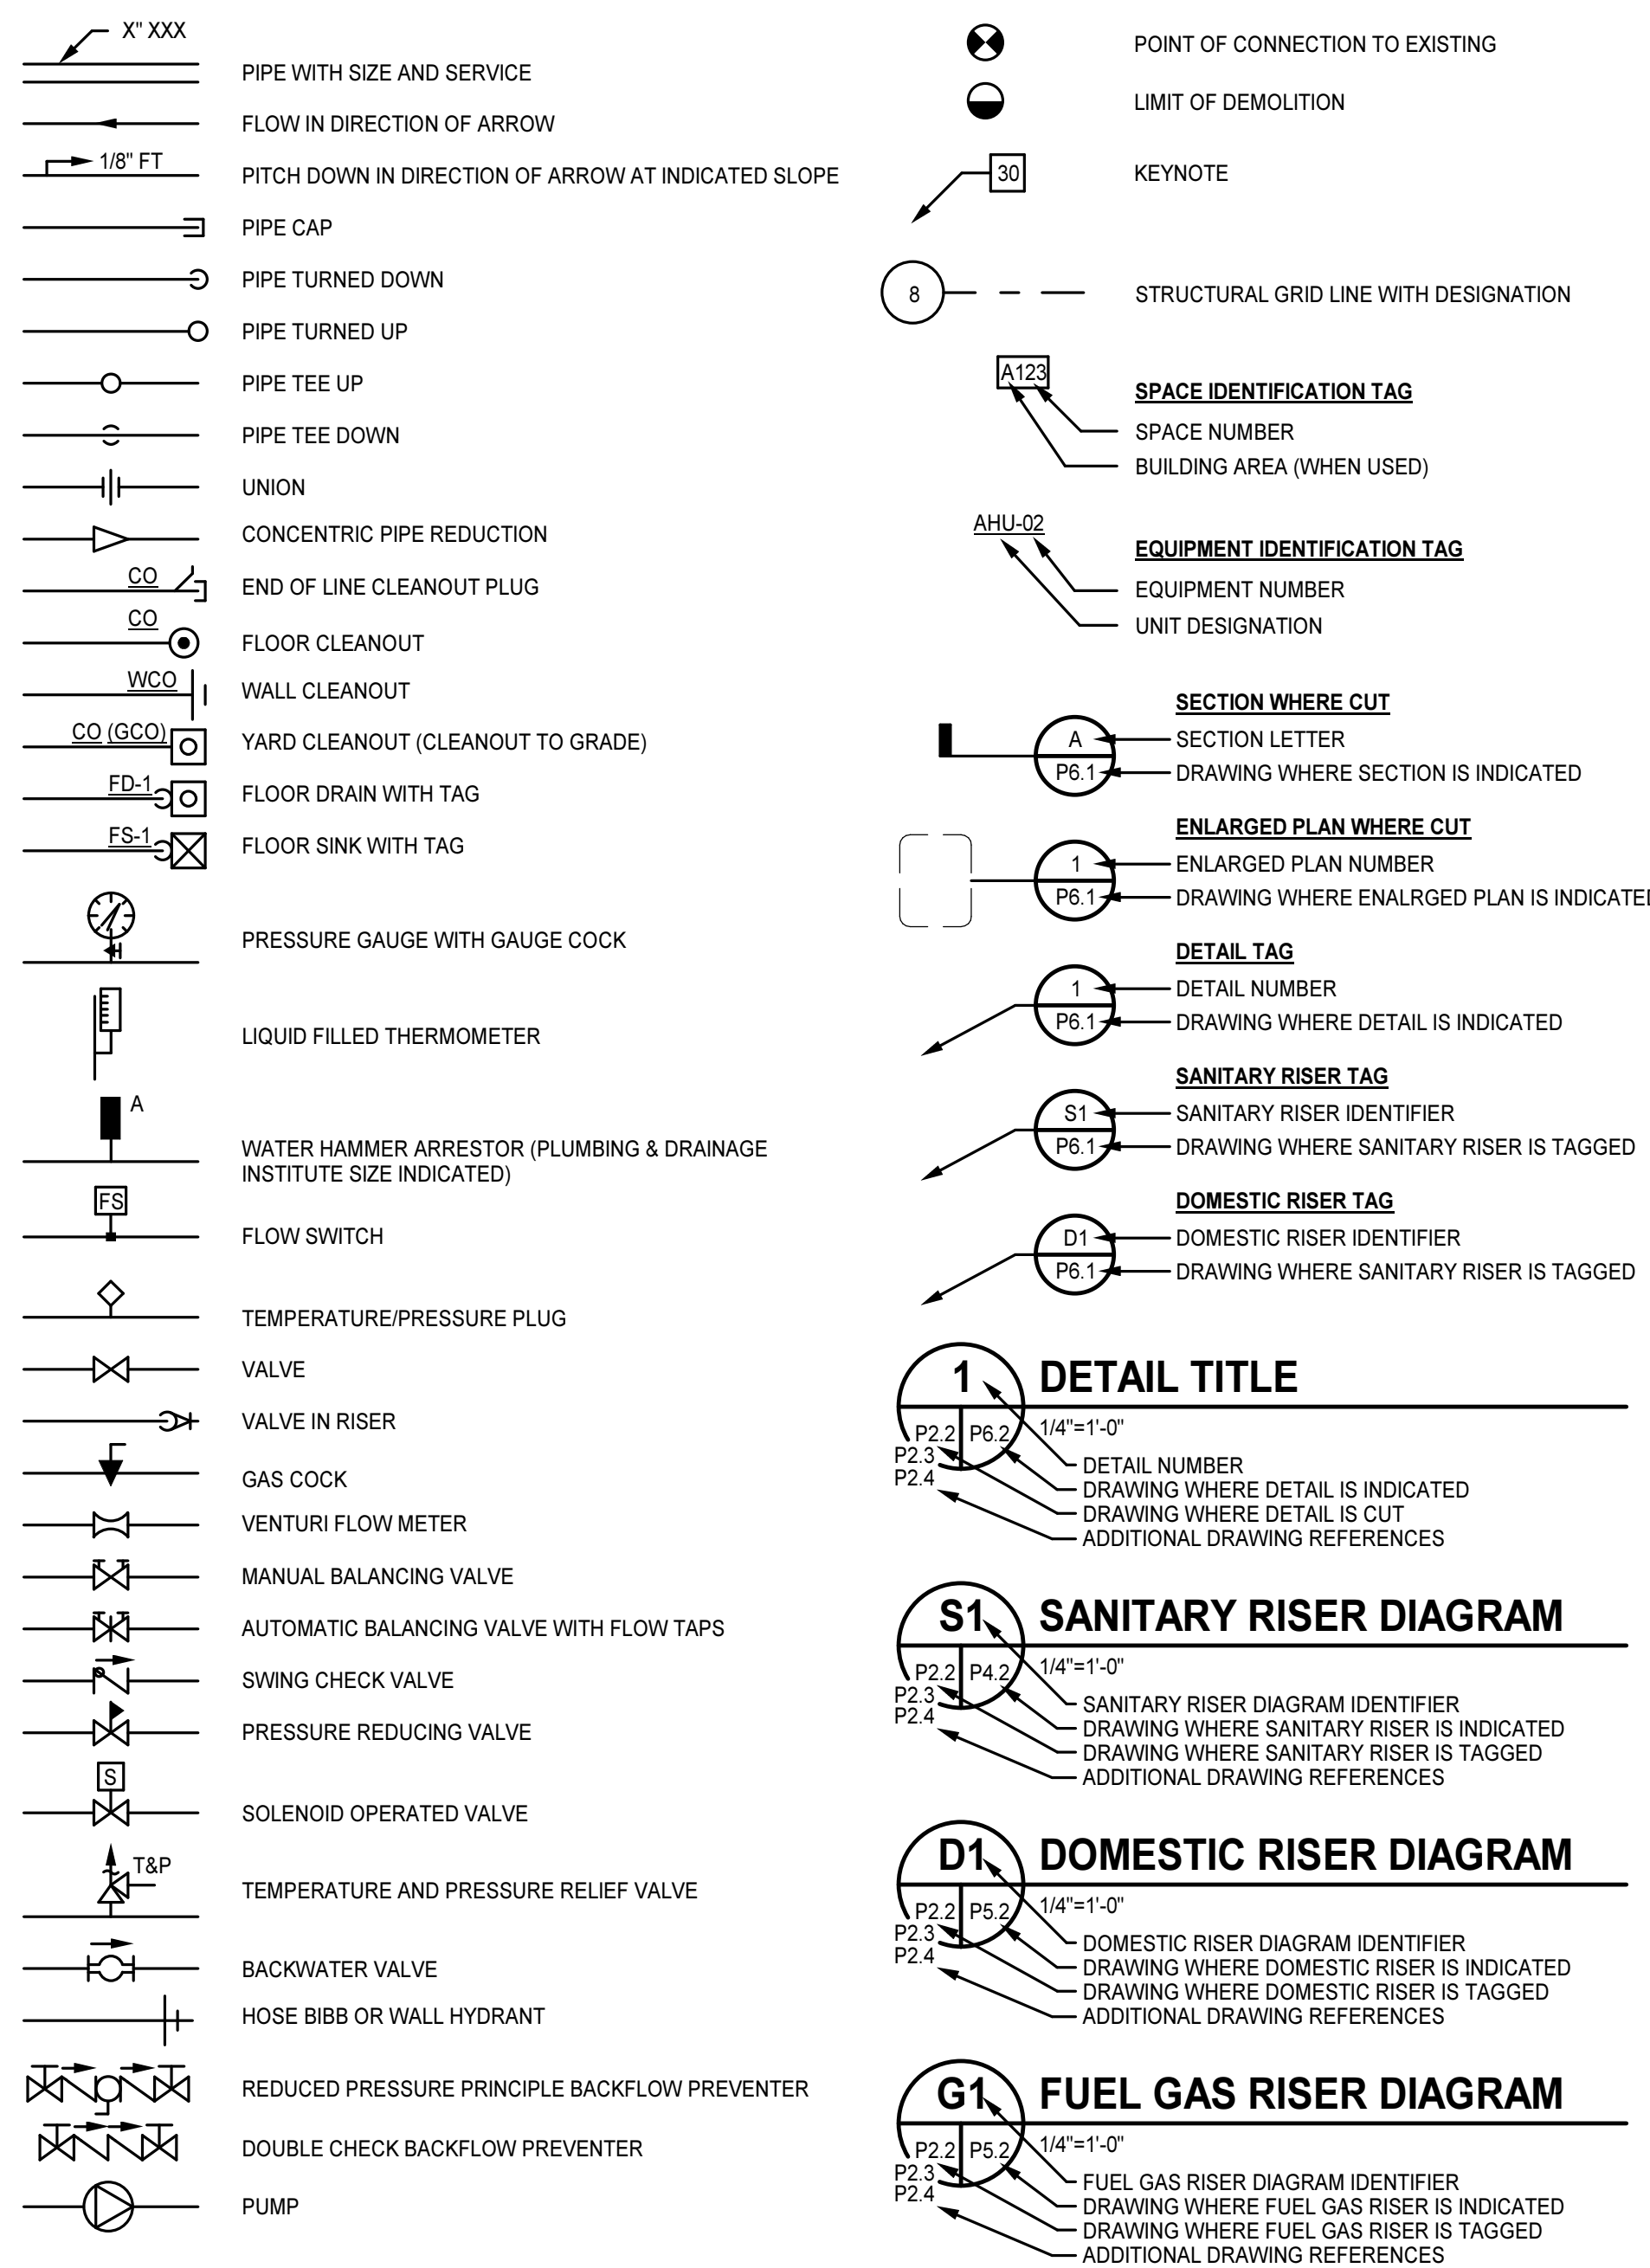 X" XXX
PIPE WITH SIZE AND SERVICE
FLOW IN DIRECTION OF ARROW
1/8" FT
PITCH DOWN IN DIRECTION OF ARROW AT INDICATED SLOPE
PIPE CAP
PIPE TURNED DOWN
PIPE TURNED UP
PIPE TEE UP
PIPE TEE DOWN
UNION
CONCENTRIC PIPE REDUCTION
CO
END OF LINE CLEANOUT PLUG
CO
FLOOR CLEANOUT
WCO
WALL CLEANOUT
CO (GCO)
YARD CLEANOUT (CLEANOUT TO GRADE)
FD-1
FLOOR DRAIN WITH TAG
FS-1
FLOOR SINK WITH TAG
PRESSURE GAUGE WITH GAUGE COCK
LIQUID FILLED THERMOMETER
A
WATER HAMMER ARRESTOR (PLUMBING & DRAINAGE
INSTITUTE SIZE INDICATED)
FS
FLOW SWITCH
TEMPERATURE/PRESSURE PLUG
VALVE
VALVE IN RISER
GAS COCK
VENTURI FLOW METER
MANUAL BALANCING VALVE
AUTOMATIC BALANCING VALVE WITH FLOW TAPS
SWING CHECK VALVE
PRESSURE REDUCING VALVE
S
SOLENOID OPERATED VALVE
T&P
TEMPERATURE AND PRESSURE RELIEF VALVE
BACKWATER VALVE
HOSE BIBB OR WALL HYDRANT
REDUCED PRESSURE PRINCIPLE BACKFLOW PREVENTER
DOUBLE CHECK BACKFLOW PREVENTER
PUMP
POINT OF CONNECTION TO EXISTING
LIMIT OF DEMOLITION
30
KEYNOTE
8
STRUCTURAL GRID LINE WITH DESIGNATION
A123
SPACE IDENTIFICATION TAG
SPACE NUMBER
BUILDING AREA (WHEN USED)
AHU-02
EQUIPMENT IDENTIFICATION TAG
EQUIPMENT NUMBER
UNIT DESIGNATION
SECTION WHERE CUT
A
SECTION LETTER
P6.1
DRAWING WHERE SECTION IS INDICATED
ENLARGED PLAN WHERE CUT
1
ENLARGED PLAN NUMBER
P6.1
DRAWING WHERE ENALRGED PLAN IS INDICATED
DETAIL TAG
1
DETAIL NUMBER
P6.1
DRAWING WHERE DETAIL IS INDICATED
SANITARY RISER TAG
S1
SANITARY RISER IDENTIFIER
P6.1
DRAWING WHERE SANITARY RISER IS TAGGED
DOMESTIC RISER TAG
D1
DOMESTIC RISER IDENTIFIER
P6.1
DRAWING WHERE SANITARY RISER IS TAGGED
1
DETAIL TITLE
P2.2
P6.2
1/4"=1'-0"
P2.3
P2.4
DETAIL NUMBER
DRAWING WHERE DETAIL IS INDICATED
DRAWING WHERE DETAIL IS CUT
ADDITIONAL DRAWING REFERENCES
S1
SANITARY RISER DIAGRAM
P2.2
P4.2
1/4"=1'-0"
P2.3
P2.4
SANITARY RISER DIAGRAM IDENTIFIER
DRAWING WHERE SANITARY RISER IS INDICATED
DRAWING WHERE SANITARY RISER IS TAGGED
ADDITIONAL DRAWING REFERENCES
D1
DOMESTIC RISER DIAGRAM
P2.2
P5.2
1/4"=1'-0"
P2.3
P2.4
DOMESTIC RISER DIAGRAM IDENTIFIER
DRAWING WHERE DOMESTIC RISER IS INDICATED
DRAWING WHERE DOMESTIC RISER IS TAGGED
ADDITIONAL DRAWING REFERENCES
G1
FUEL GAS RISER DIAGRAM
P2.2
P5.2
1/4"=1'-0"
P2.3
P2.4
FUEL GAS RISER DIAGRAM IDENTIFIER
DRAWING WHERE FUEL GAS RISER IS INDICATED
DRAWING WHERE FUEL GAS RISER IS TAGGED
ADDITIONAL DRAWING REFERENCES